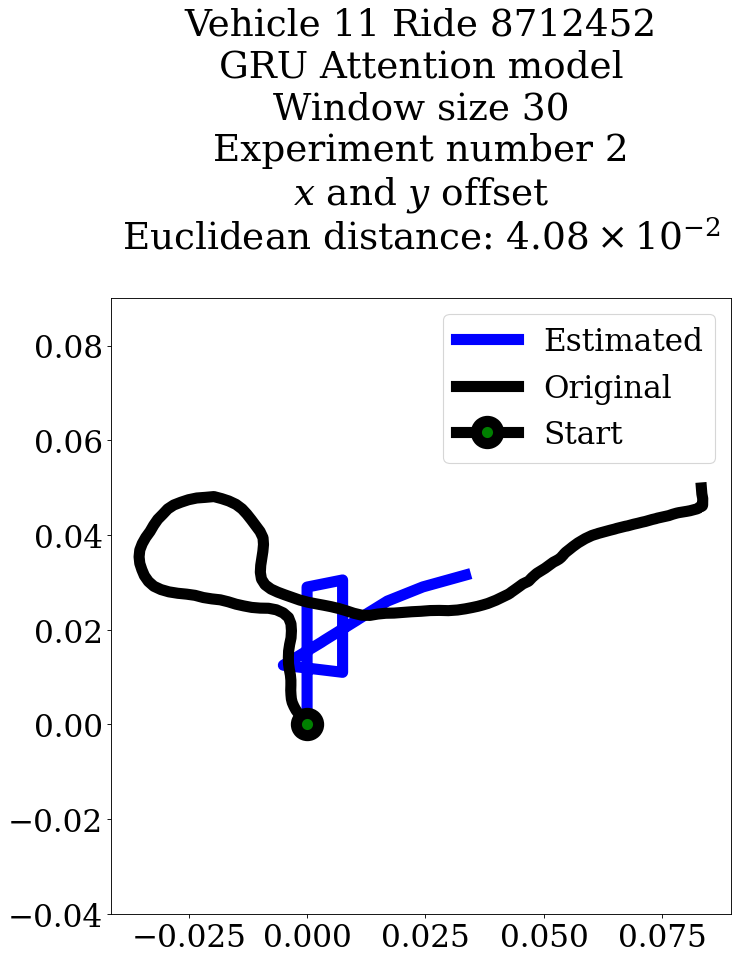 Vehicle 11 Ride 8712452
GRU Attention model
Window size 30
Experiment number 2
x and y offset
Euclidean distance: 4.08 × 10⁻²
Estimated
Original
Start
0.08
0.06
0.04
0.02
0.00
−0.02
−0.04
−0.025 0.000 0.025 0.050 0.075